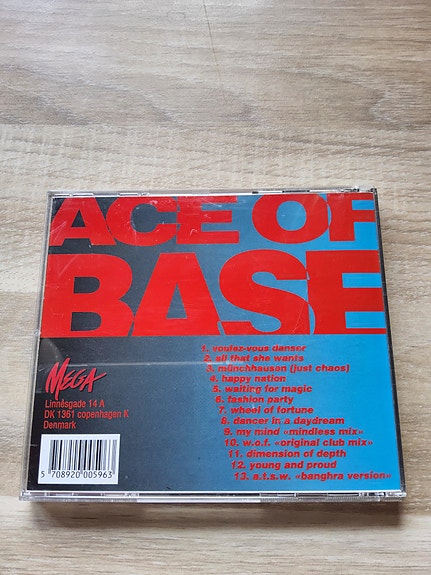 ACE OF
BASE
1. voulez-vous danser
2. all that she wants
3. münchhausen (just chaos)
4. happy nation
5. waiting for magic
6. fashion party
7. wheel of fortune
8. dancer in a daydream
9. my mind «mindless mix»
10. w.o.f. «original club mix»
11. dimension of depth
12. young and proud
13. a.t.s.w. «banghra version»
MEGA
Linnésgade 14 A
DK 1361 copenhagen K
Denmark
5 708920 005963